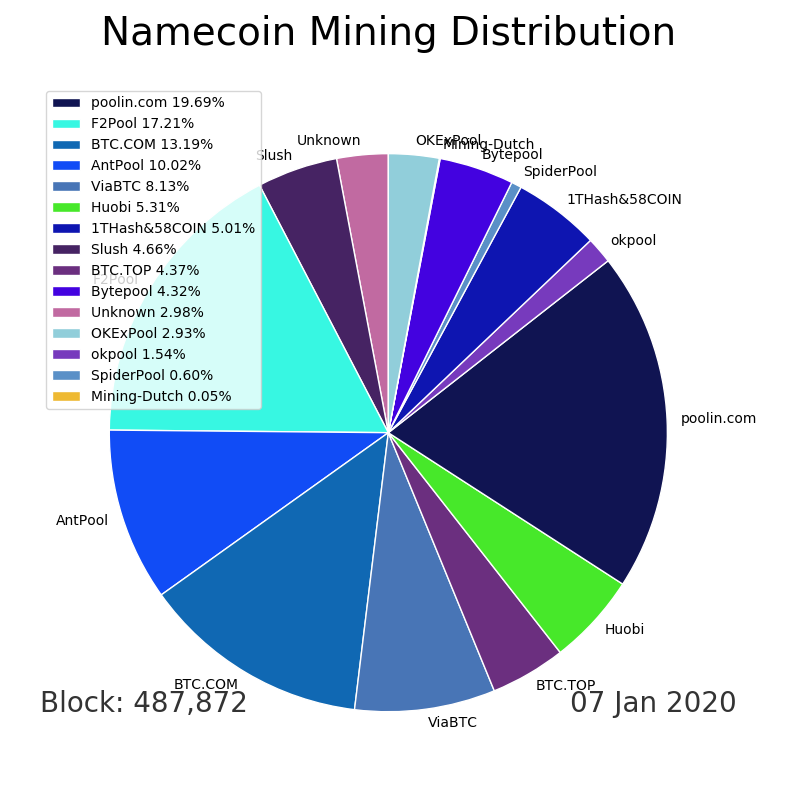 Namecoin Mining Distribution
poolin.com 19.69%
F2Pool 17.21%
BTC.COM 13.19%
AntPool 10.02%
ViaBTC 8.13%
Huobi 5.31%
1THash&58COIN 5.01%
Slush 4.66%
BTC.TOP 4.37%
Bytepool 4.32%
Unknown 2.98%
OKExPool 2.93%
okpool 1.54%
SpiderPool 0.60%
Mining-Dutch 0.05%
Unknown
OKExPool
Mining-Dutch
Slush
Bytepool
SpiderPool
1THash&58COIN
okpool
F2Pool
poolin.com
AntPool
Huobi
BTC.COM
BTC.TOP
ViaBTC
Block: 487,872
07 Jan 2020